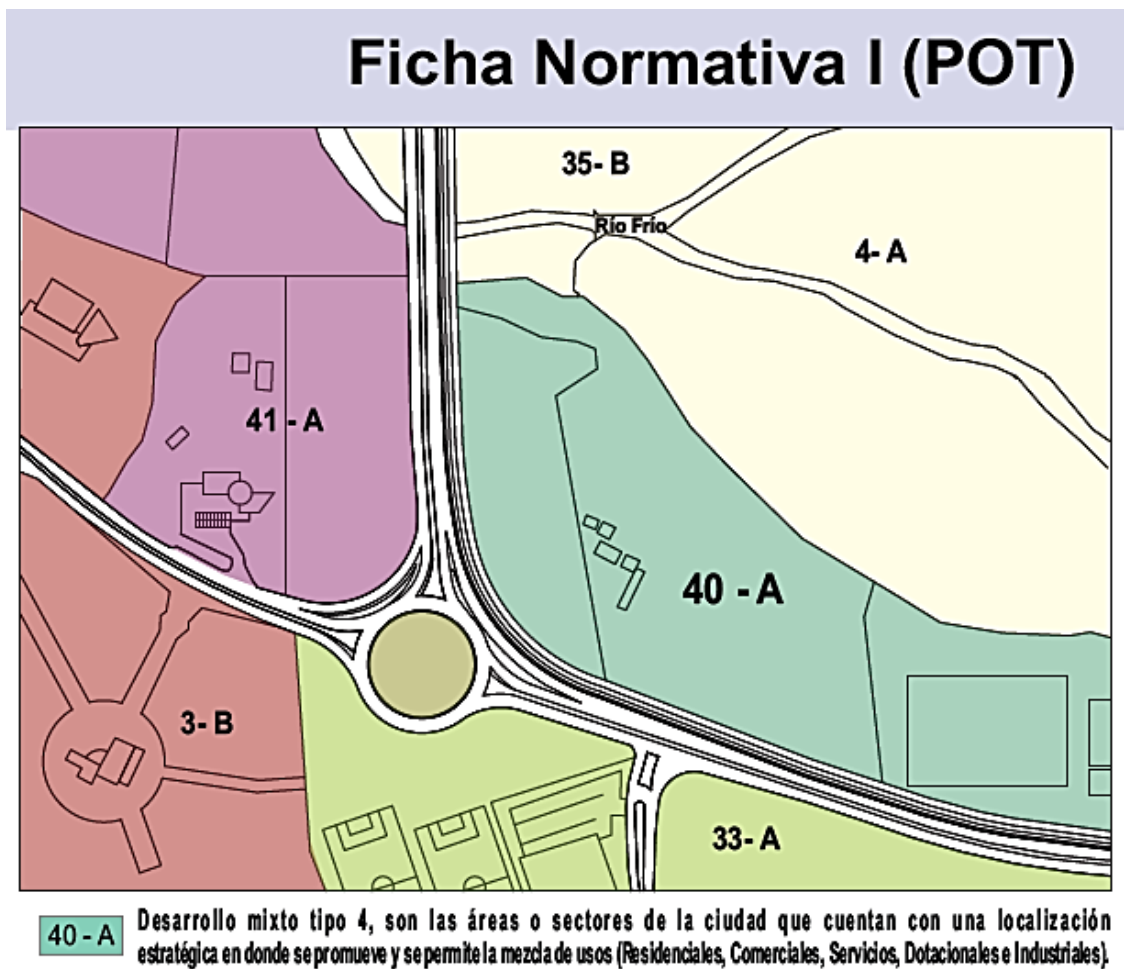 Ficha Normativa I (POT)
35- B
Río Frío
4- A
41 - A
40 - A
3- B
33- A
40 - A
Desarrollo mixto tipo 4, son las áreas o sectores de la ciudad que cuentan con una localización
estratégica en donde se promueve y se permite la mezcla de usos (Residenciales, Comerciales, Servicios, Dotacionales e Industriales).